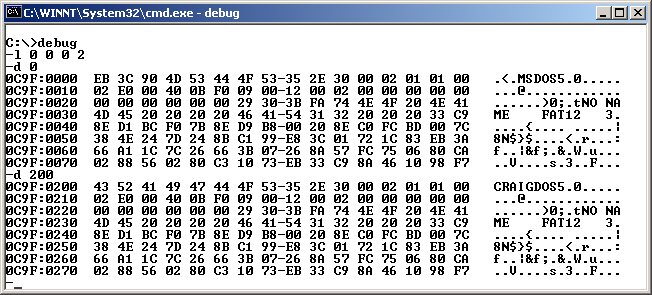 C:\WINNT\System32\cmd.exe - debug
C:\>debug
-l 0 0 0 2
-d 0
0C9F:0000  EB 3C 90 4D 53 44 4F 53-35 2E 30 00 02 01 01 00   .<.MSDOS5.0.....
0C9F:0010  02 E0 00 40 0B F0 09 00-12 00 02 00 00 00 00 00   ...@............
0C9F:0020  00 00 00 00 00 00 29 30-3B FA 74 4E 4F 20 4E 41   ......)0;.tNO NA
0C9F:0030  4D 45 20 20 20 20 46 41-54 31 32 20 20 20 33 C9   ME    FAT12   3.
0C9F:0040  8E D1 BC F0 7B 8E D9 B8-00 20 8E C0 FC BD 00 7C   ....{.... .....|
0C9F:0050  38 4E 24 7D 24 8B C1 99-E8 3C 01 72 1C 83 EB 3A   8N$}$....<.r...:
0C9F:0060  66 A1 1C 7C 26 66 3B 07-26 8A 57 FC 75 06 80 CA   f..|&f;.&.W.u...
0C9F:0070  02 88 56 02 80 C3 10 73-EB 33 C9 8A 46 10 98 F7   ..V....s.3..F...
-d 200
0C9F:0200  43 52 41 49 47 44 4F 53-35 2E 30 00 02 01 01 00   CRAIGDOS5.0.....
0C9F:0210  02 E0 00 40 0B F0 09 00-12 00 02 00 00 00 00 00   ...@............
0C9F:0220  00 00 00 00 00 00 29 30-3B FA 74 4E 4F 20 4E 41   ......)0;.tNO NA
0C9F:0230  4D 45 20 20 20 20 46 41-54 31 32 20 20 20 33 C9   ME    FAT12   3.
0C9F:0240  8E D1 BC F0 7B 8E D9 B8-00 20 8E C0 FC BD 00 7C   ....{.... .....|
0C9F:0250  38 4E 24 7D 24 8B C1 99-E8 3C 01 72 1C 83 EB 3A   8N$}$....<.r...:
0C9F:0260  66 A1 1C 7C 26 66 3B 07-26 8A 57 FC 75 06 80 CA   f..|&f;.&.W.u...
0C9F:0270  02 88 56 02 80 C3 10 73-EB 33 C9 8A 46 10 98 F7   ..V....s.3..F...
-